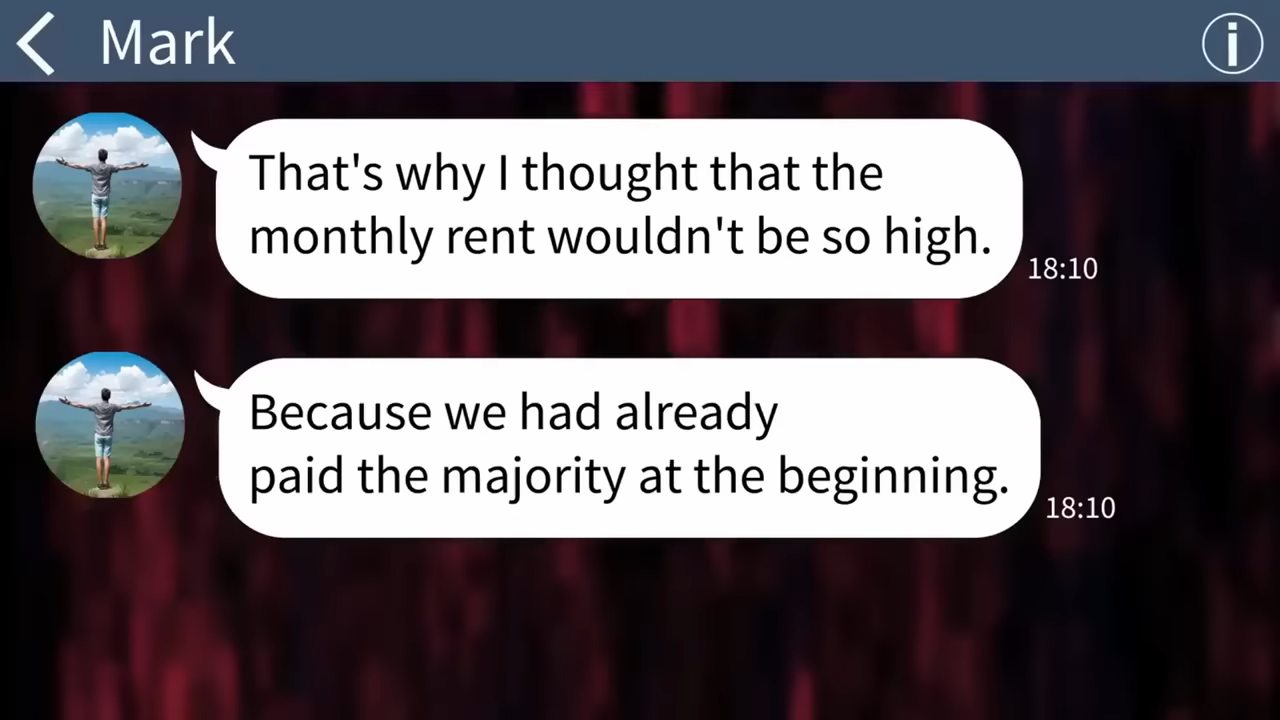 Mark
That's why I thought that the
monthly rent wouldn't be so high.
18:10
Because we had already
paid the majority at the beginning.
18:10